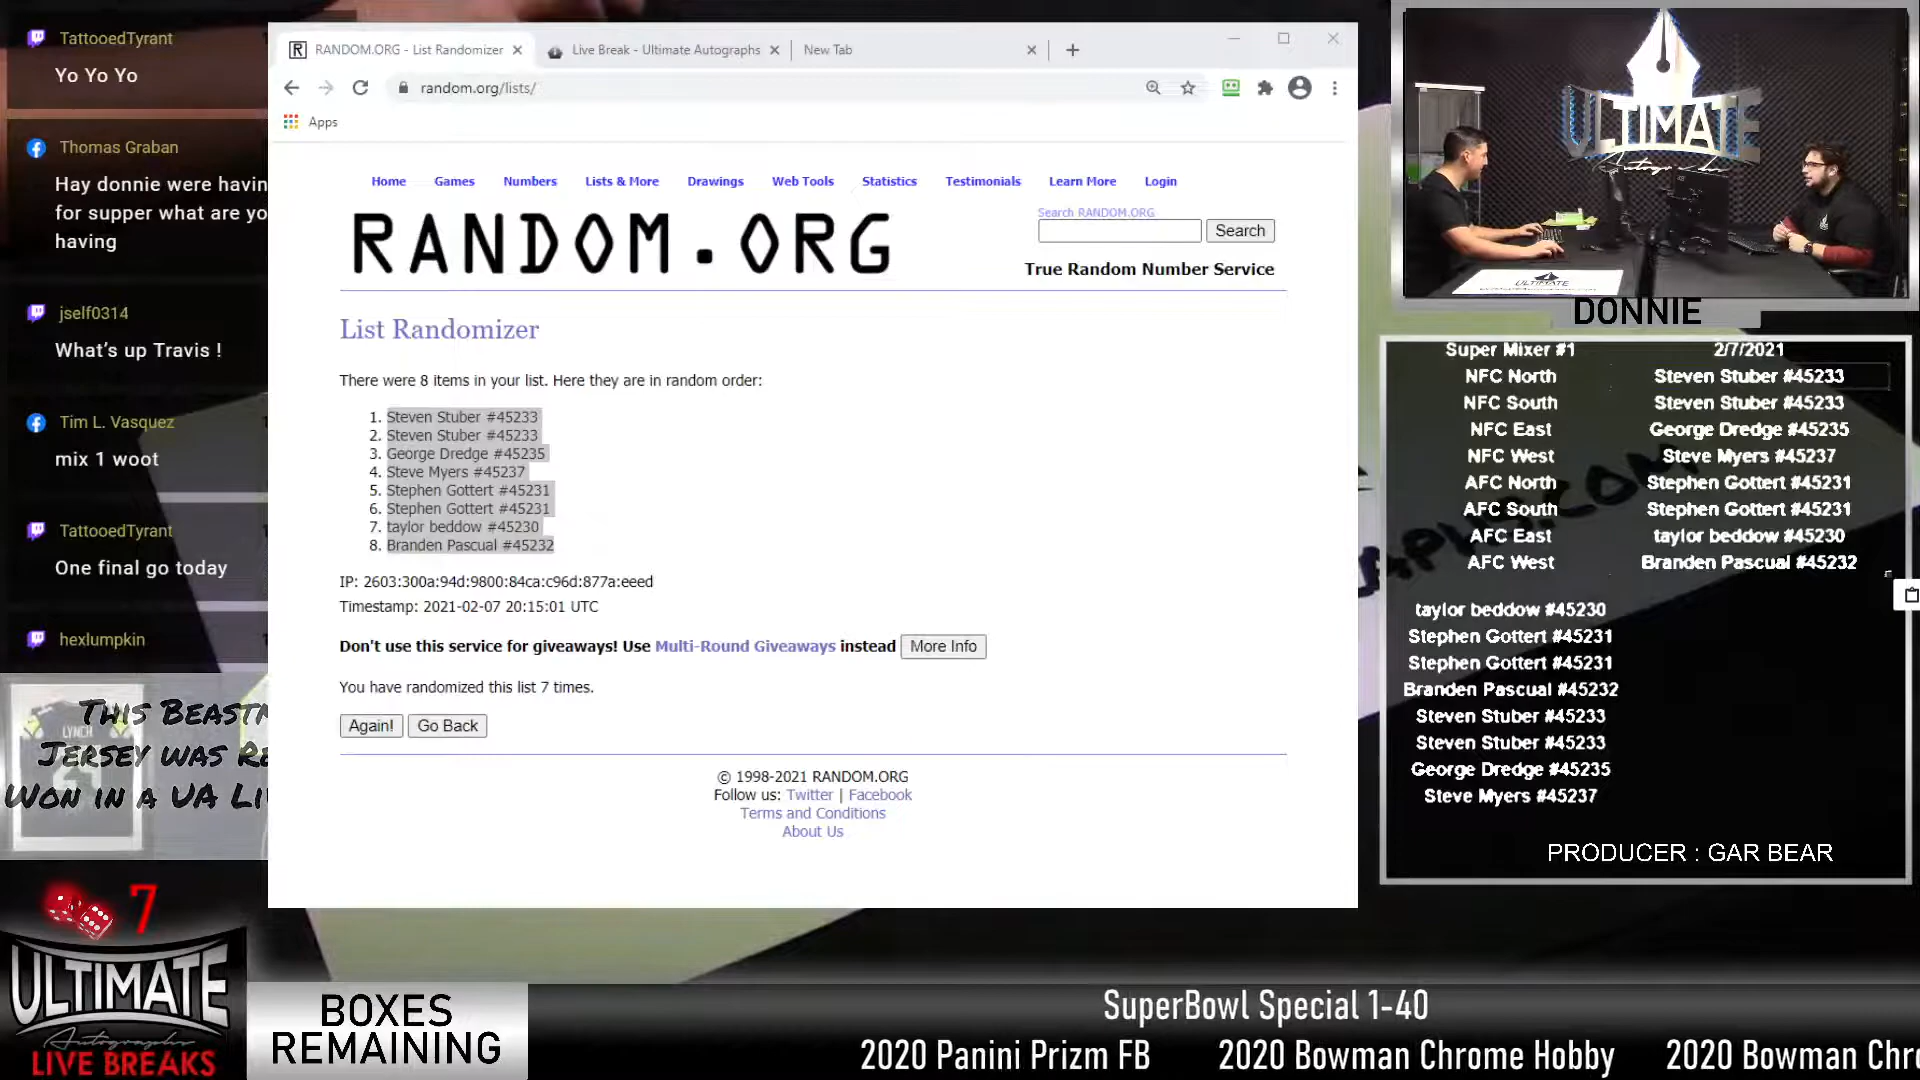 TattooedTyrant
Yo Yo Yo
Thomas Graban
Hay donnie were havin
for supper what are yo
having
jself0314
What's up Travis !
Tim L. Vasquez
mix 1 woot
TattooedTyrant
One final go today
hexlumpkin
LYNCH
THIS BEASTM
JERSEY WAS RE
WON IN A UA LI
7
ULTIMATE
Autographs
LIVE BREAKS
BOXES
REMAINING
RANDOM.ORG - List Randomizer
Live Break - Ultimate Autographs
New Tab
random.org/lists/
Apps
Home Games Numbers Lists & More Drawings Web Tools Statistics Testimonials Learn More Login
RANDOM.ORG
Search RANDOM.ORG
Search
True Random Number Service
List Randomizer
There were 8 items in your list. Here they are in random order:
1. Steven Stuber #45233
2. Steven Stuber #45233
3. George Dredge #45235
4. Steve Myers #45237
5. Stephen Gottert #45231
6. Stephen Gottert #45231
7. taylor beddow #45230
8. Branden Pascual #45232
IP: 2603:300a:94d:9800:84ca:c96d:877a:eeed
Timestamp: 2021-02-07 20:15:01 UTC
Don't use this service for giveaways! Use Multi-Round Giveaways instead More Info
You have randomized this list 7 times.
Again! Go Back
© 1998-2021 RANDOM.ORG
Follow us: Twitter | Facebook
Terms and Conditions
About Us
ULTIMATE
Autographs
ULTIMATE
DONNIE
Super Mixer #1 2/7/2021
NFC North Steven Stuber #45233
NFC South Steven Stuber #45233
NFC East George Dredge #45235
NFC West Steve Myers #45237
AFC North Stephen Gottert #45231
AFC South Stephen Gottert #45231
AFC East taylor beddow #45230
AFC West Branden Pascual #45232
taylor beddow #45230
Stephen Gottert #45231
Stephen Gottert #45231
Branden Pascual #45232
Steven Stuber #45233
Steven Stuber #45233
George Dredge #45235
Steve Myers #45237
PRODUCER : GAR BEAR
SuperBowl Special 1-40
2020 Panini Prizm FB 2020 Bowman Chrome Hobby 2020 Bowman Chro